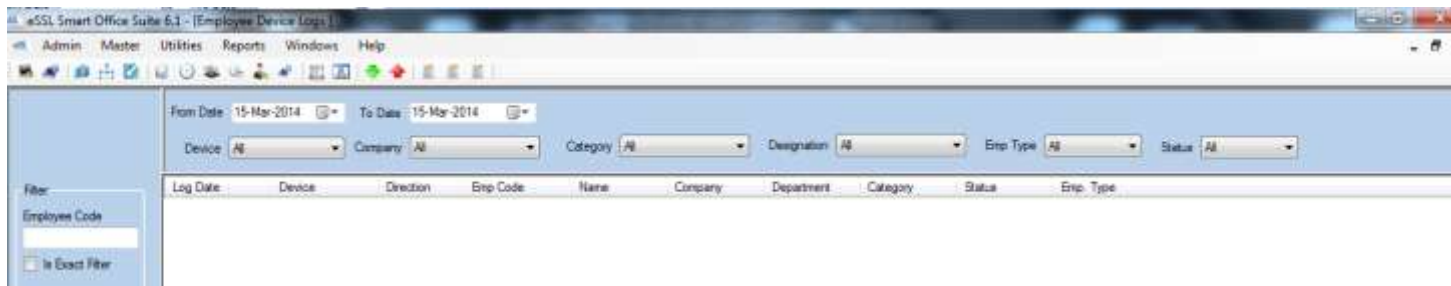 eSSL Smart Office Suite 6.1 - [Employee Device Logs ]
Admin Master Utilities Reports Windows Help
From Date 15-Mar-2014 To Date 15-Mar-2014
Device All Company All Category All Designation All Emp Type All Status All
Log Date Device Direction Emp Code Name Company Department Category Status Emp. Type
Filter
Employee Code
Is Exact Filter